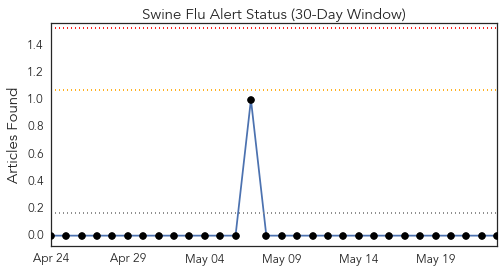 Swine Flu Alert Status (30-Day Window)
Articles Found
1.4
1.2
1.0
0.8
0.6
0.4
0.2
0.0
Apr 24 Apr 29 May 04 May 09 May 14 May 19